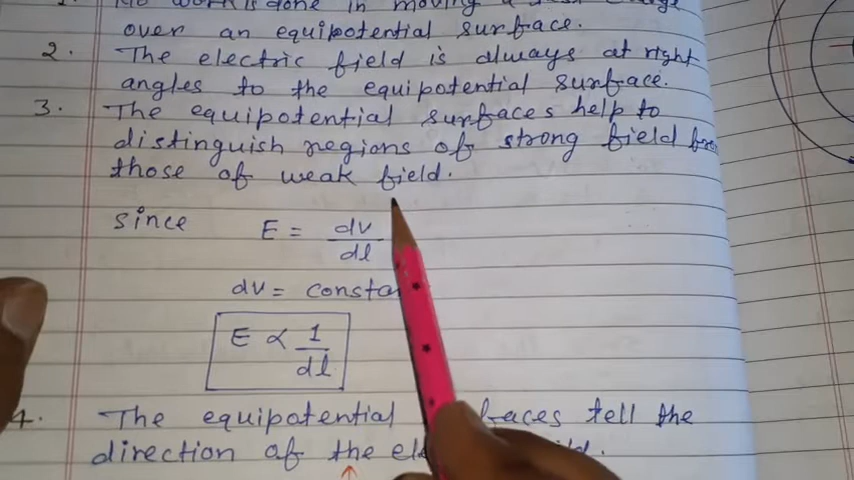 over an equipotential surface.
2. The electric field is always at right
angles to the equipotential surface.
3. The equipotential surfaces help to
distinguish regions of strong field
those of weak field.
since E = dv/dl
dv =
E ∝ 1/dl
4. The equipotential tell the
direction of the